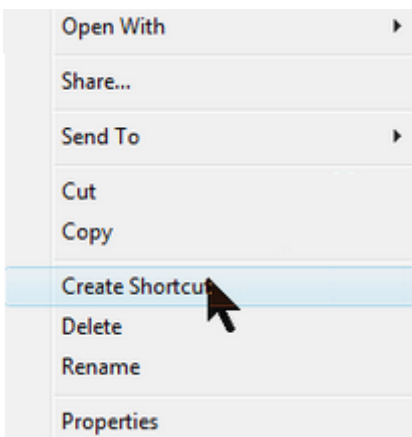 Open With
Share...
Send To
Cut
Copy
Create Shortcut
Delete
Rename
Properties